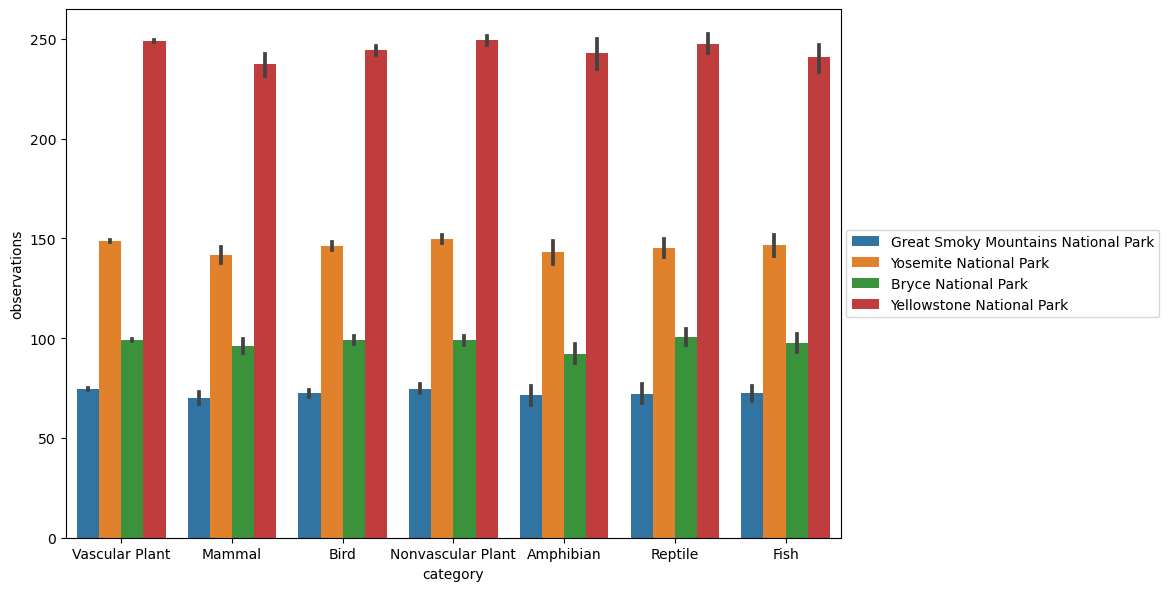 250
200
150
100
50
0
observations
Vascular Plant
Mammal
Bird
Nonvascular Plant
Amphibian
Reptile
Fish
category
Great Smoky Mountains National Park
Yosemite National Park
Bryce National Park
Yellowstone National Park